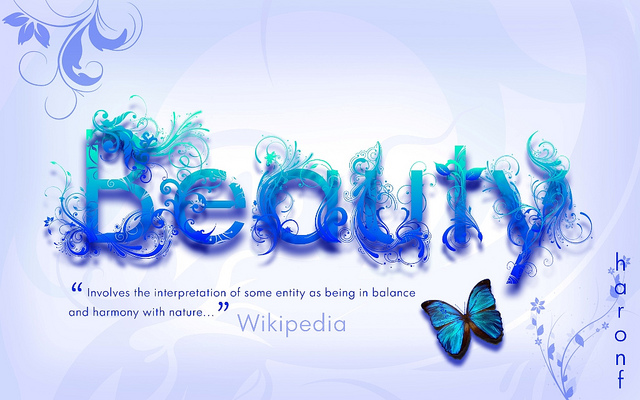 Beauty
“ Involves the interpretation of some entity as being in balance
and harmony with nature... ”
Wikipedia
haronf